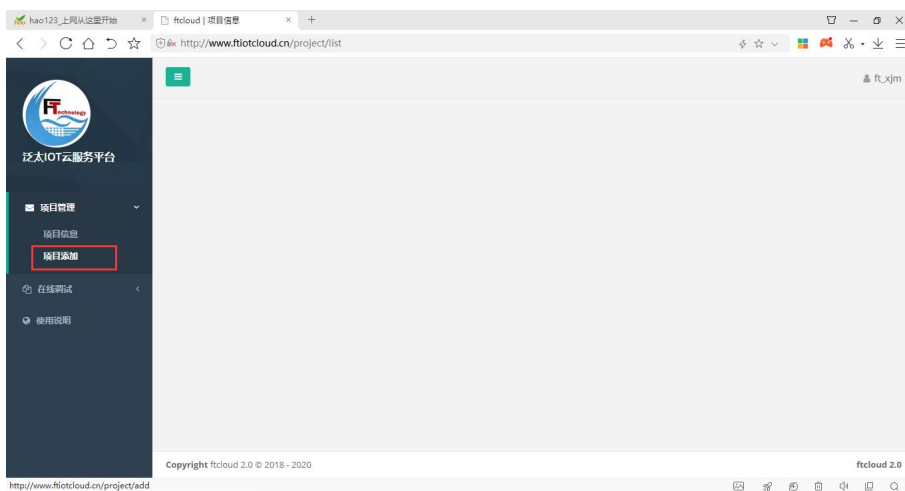 hao123_上网从这里开始
ftcloud | 项目信息
http://www.ftiotcloud.cn/project/list
ft_xjm
FTechnology
泛太IOT云服务平台
项目管理
项目信息
项目添加
在线调试
使用说明
Copyright ftcloud 2.0 © 2018 - 2020
ftcloud 2.0
http://www.ftiotcloud.cn/project/add